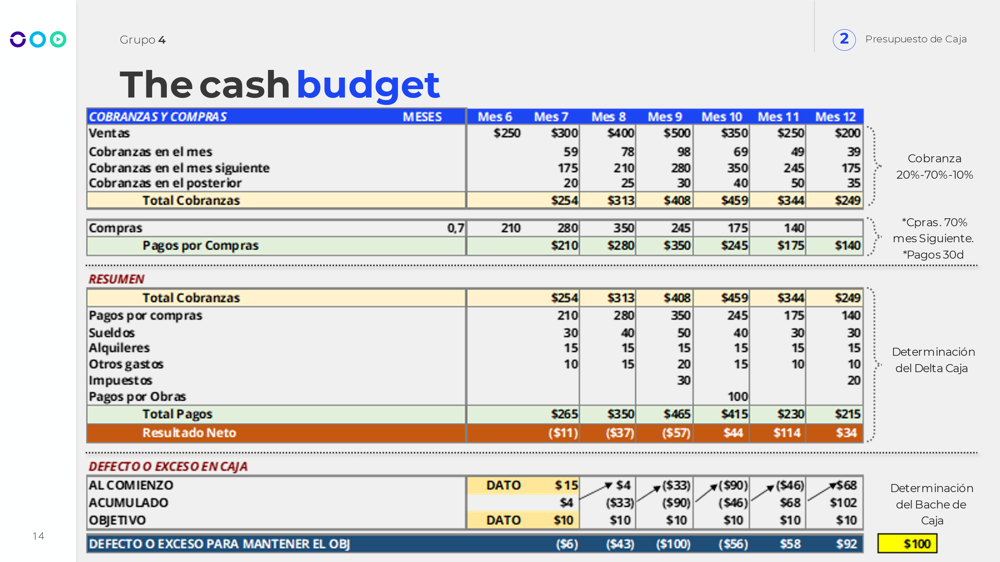 Grupo 4
2 Presupuesto de Caja
The cash budget
COBRANZAS Y COMPRAS MESES Mes 6 Mes 7 Mes 8 Mes 9 Mes 10 Mes 11 Mes 12
Ventas $250 $300 $400 $500 $350 $250 $200
Cobranzas en el mes 59 78 98 69 49 39
Cobranzas en el mes siguiente 175 210 280 350 245 175
Cobranzas en el posterior 20 25 30 40 50 35
Total Cobranzas $254 $313 $408 $459 $344 $249
Cobranza
20%-70%-10%
Compras 0,7 210 280 350 245 175 140
Pagos por Compras $210 $280 $350 $245 $175 $140
*Cpras. 70%
mes Siguiente.
*Pagos 30d
RESUMEN
Total Cobranzas $254 $313 $408 $459 $344 $249
Pagos por compras 210 280 350 245 175 140
Sueldos 30 40 50 40 30 30
Alquileres 15 15 15 15 15 15
Otros gastos 10 15 20 15 10 10
Impuestos 30 20
Pagos por Obras 100
Total Pagos $265 $350 $465 $415 $230 $215
Resultado Neto ($11) ($37) ($57) $44 $114 $34
Determinación
del Delta Caja
DEFECTO O EXCESO EN CAJA
AL COMIENZO DATO $15 $4 ($33) ($90) ($46) $68
ACUMULADO $4 ($33) ($90) ($46) $68 $102
OBJETIVO DATO $10 $10 $10 $10 $10 $10
Determinación
del Bache de
Caja
DEFECTO O EXCESO PARA MANTENER EL OBJ ($6) ($43) ($100) ($56) $58 $92
$100
14